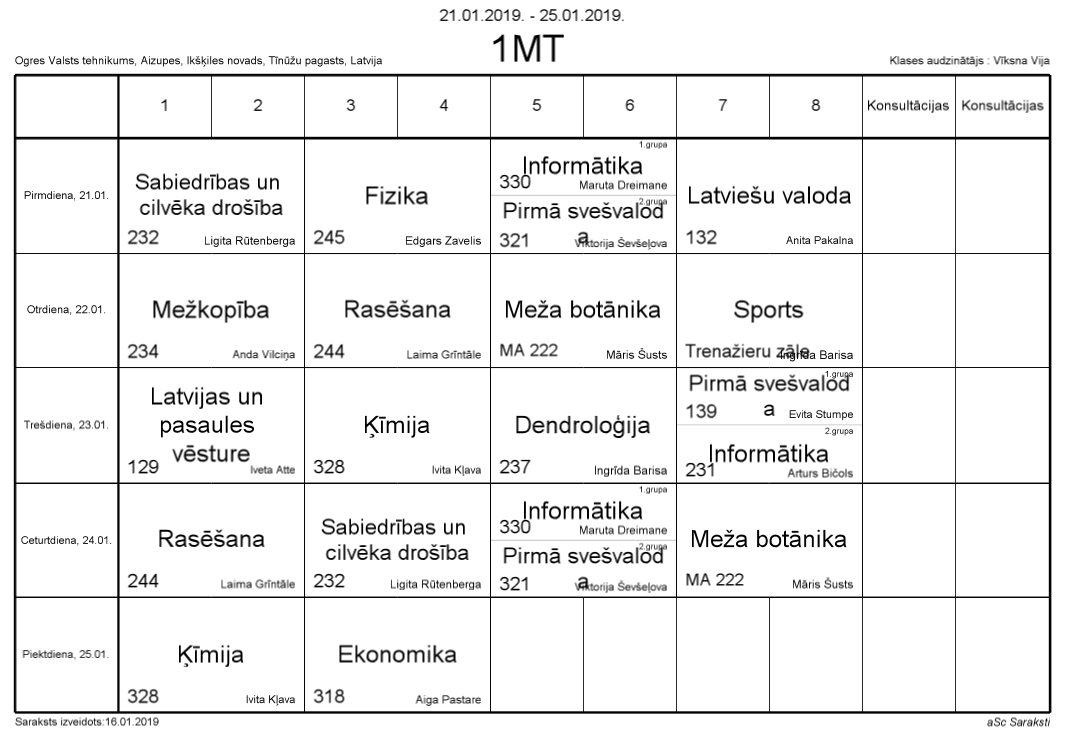 21.01.2019. - 25.01.2019.
1MT
Ogres Valsts tehnikums, Aizupes, Ikšķiles novads, Tīnūžu pagasts, Latvija
Klases audzinātājs : Vīksna Vija
1 2 3 4 5 6 7 8 Konsultācijas Konsultācijas
Pirmdiena, 21.01.
Sabiedrības un
cilvēka drošība
232 Ligita Rūtenberga
Fizika
245 Edgars Zavelis
1.grupa
Informātika
330 Maruta Dreimane
2.grupa
Pirmā svešvalod
a
321 Viktorija Ševšeļova
Latviešu valoda
132 Anita Pakalna
Otrdiena, 22.01.
Mežkopība
234 Anda Vilciņa
Rasēšana
244 Laima Grīntāle
Meža botānika
MA 222 Māris Šusts
Sports
Trenažieru zāle Ingrīda Barisa
Trešdiena, 23.01.
Latvijas un
pasaules
vēsture
129 Iveta Atte
Ķīmija
328 Ivita Kļava
Dendroloģija
237 Ingrīda Barisa
1.grupa
Pirmā svešvalod
a
139 Evita Stumpe
2.grupa
Informātika
231 Arturs Bičols
Ceturtdiena, 24.01.
Rasēšana
244 Laima Grīntāle
Sabiedrības un
cilvēka drošība
232 Ligita Rūtenberga
1.grupa
Informātika
330 Maruta Dreimane
2.grupa
Pirmā svešvalod
a
321 Viktorija Ševšeļova
Meža botānika
MA 222 Māris Šusts
Piektdiena, 25.01.
Ķīmija
328 Ivita Kļava
Ekonomika
318 Aiga Pastare
Saraksts izveidots:16.01.2019
aSc Saraksti